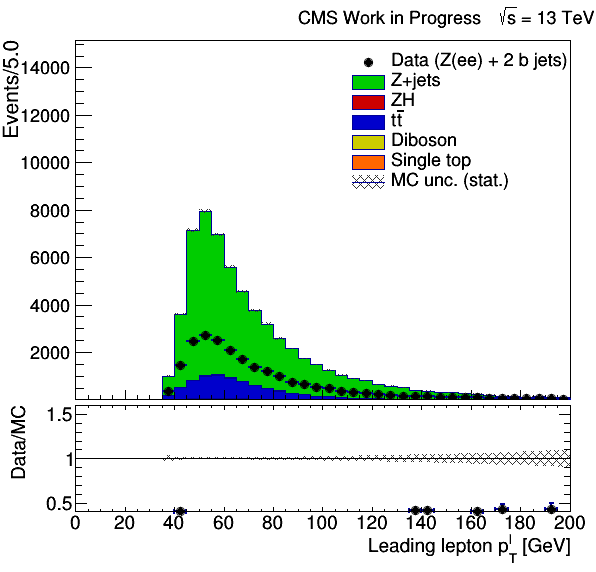 CMS Work in Progress √s = 13 TeV
Events/5.0
14000
12000
10000
8000
6000
4000
2000
Data (Z(ee) + 2 b jets)
Z+jets
ZH
tt̅
Diboson
Single top
MC unc. (stat.)
Data/MC
1.5
1
0.5
0 20 40 60 80 100 120 140 160 180 200
Leading lepton p_T^l [GeV]